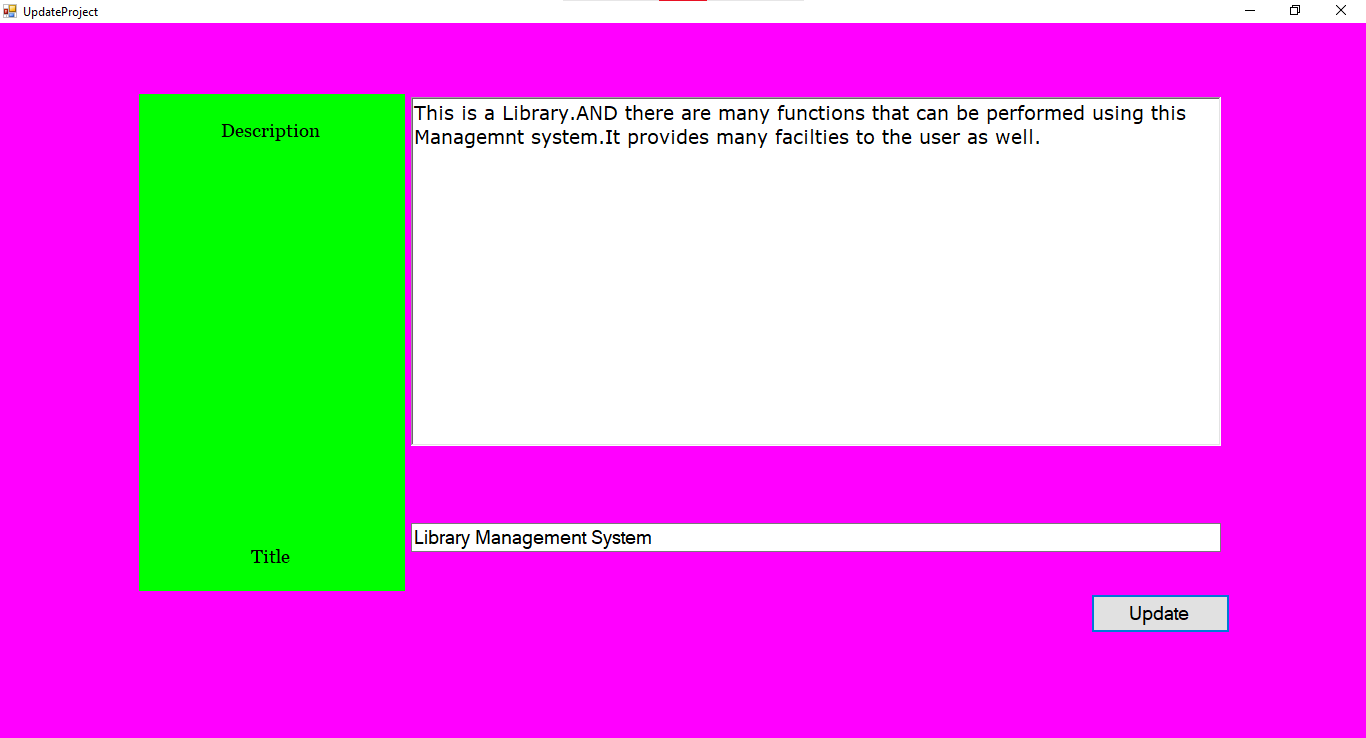 UpdateProject
Description
This is a Library.AND there are many functions that can be performed using this
Managemnt system.It provides many facilties to the user as well.
Title
Library Management System
Update